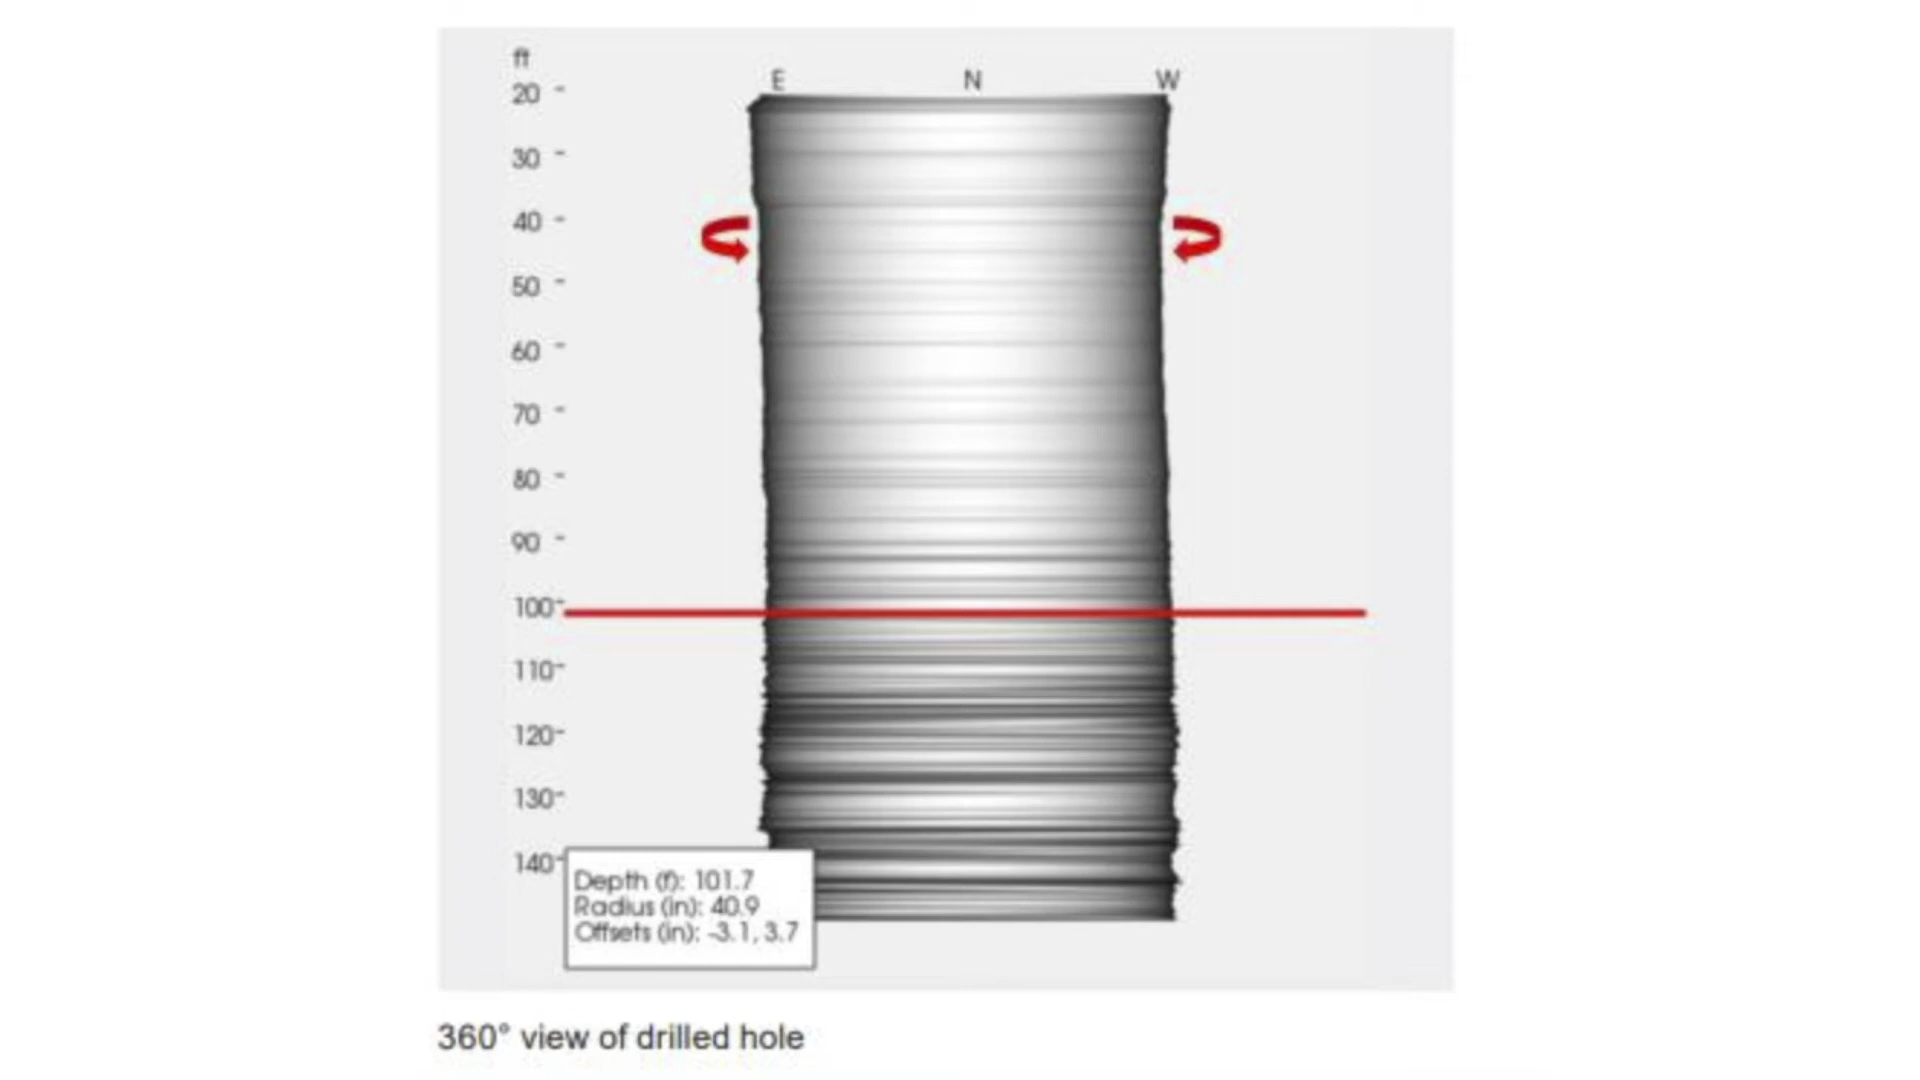 ft
E N W
20
30
40
50
60
70
80
90
100
110
120
130
140
Depth (f): 101.7
Radius (in): 40.9
Offsets (in): -3.1, 3.7
360° view of drilled hole